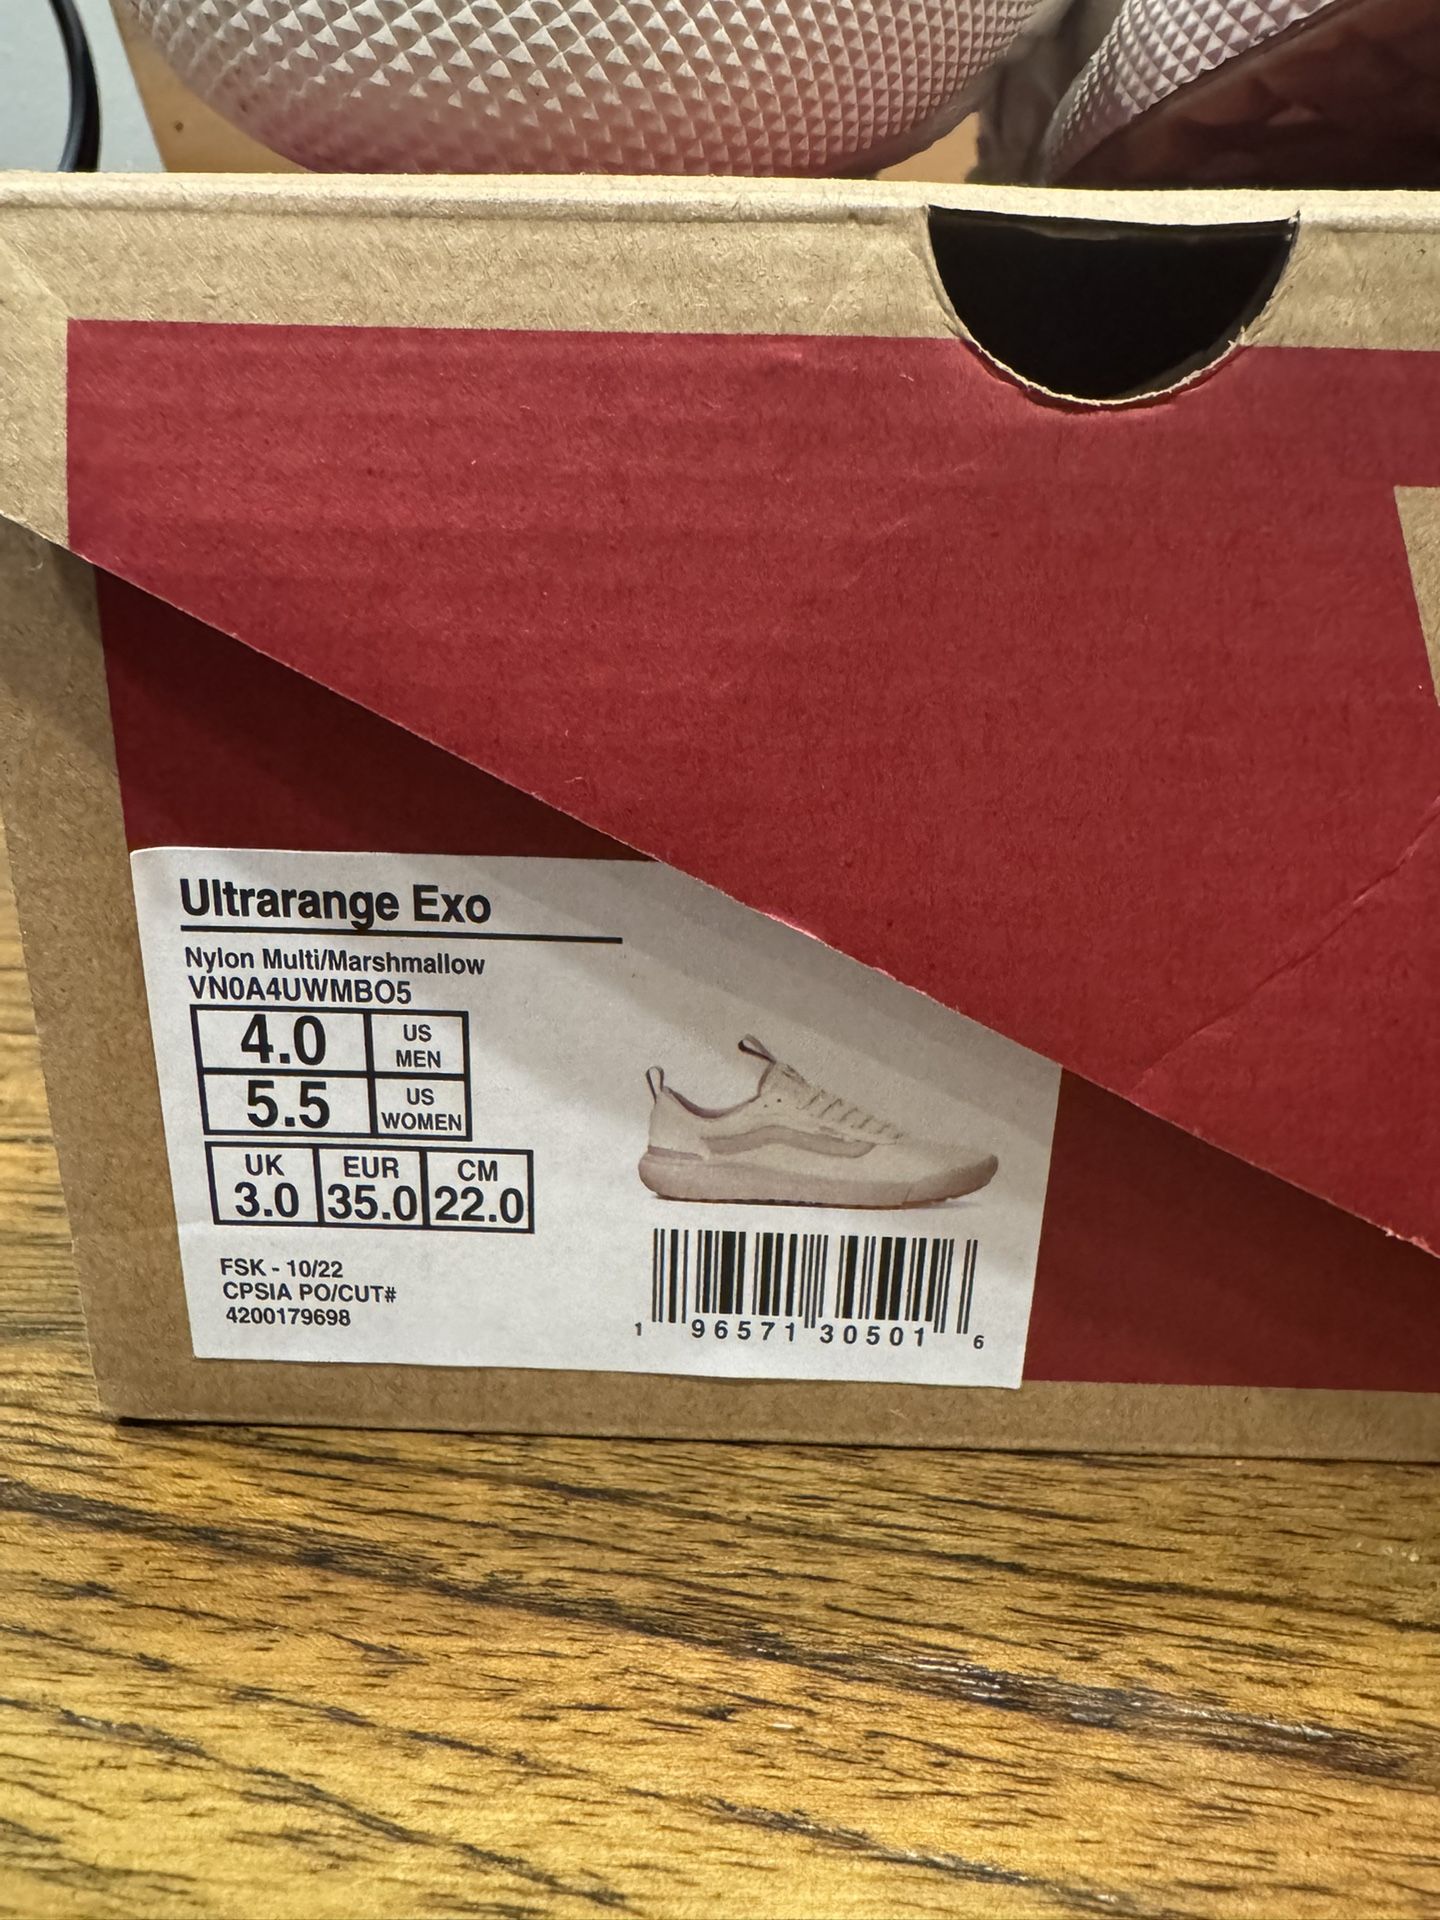 Ultrarange Exo
Nylon Multi/Marshmallow
VN0A4UWMBO5
4.0 US MEN
5.5 US WOMEN
UK EUR CM
3.0 35.0 22.0
FSK - 10/22
CPSIA PO/CUT#
4200179698
1 96571 30501 6